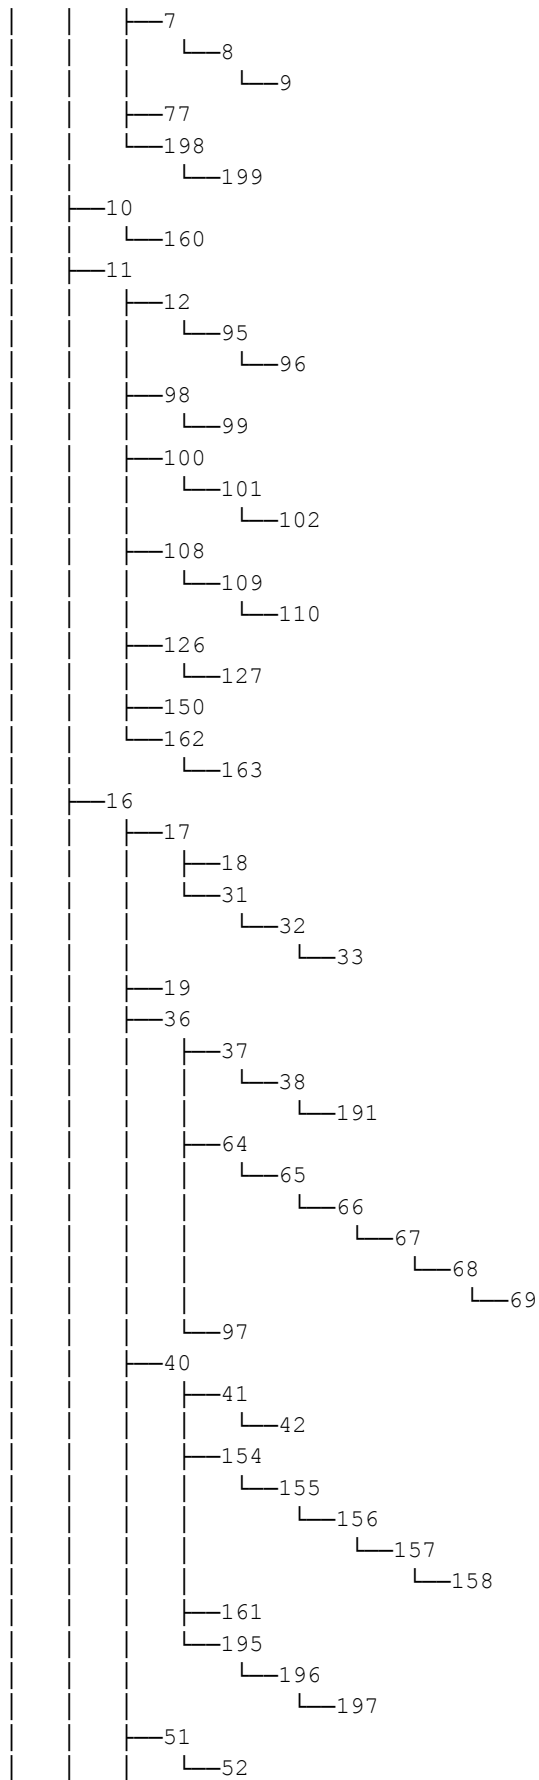 │ │ ├──7
│ │ │ └──8
│ │ │ └──9
│ │ ├──77
│ │ └──198
│ │ └──199
│ ├──10
│ │ └──160
│ ├──11
│ │ ├──12
│ │ │ └──95
│ │ │ └──96
│ │ ├──98
│ │ │ └──99
│ │ ├──100
│ │ │ └──101
│ │ │ └──102
│ │ ├──108
│ │ │ └──109
│ │ │ └──110
│ │ ├──126
│ │ │ └──127
│ │ ├──150
│ │ └──162
│ │ └──163
│ ├──16
│ │ ├──17
│ │ │ ├──18
│ │ │ └──31
│ │ │ └──32
│ │ │ └──33
│ │ ├──19
│ │ ├──36
│ │ │ ├──37
│ │ │ │ └──38
│ │ │ │ └──191
│ │ │ ├──64
│ │ │ │ └──65
│ │ │ │ └──66
│ │ │ │ └──67
│ │ │ │ └──68
│ │ │ │ └──69
│ │ │ └──97
│ │ ├──40
│ │ │ ├──41
│ │ │ │ └──42
│ │ │ ├──154
│ │ │ │ └──155
│ │ │ │ └──156
│ │ │ │ └──157
│ │ │ │ └──158
│ │ │ ├──161
│ │ │ └──195
│ │ │ └──196
│ │ │ └──197
│ │ ├──51
│ │ │ └──52